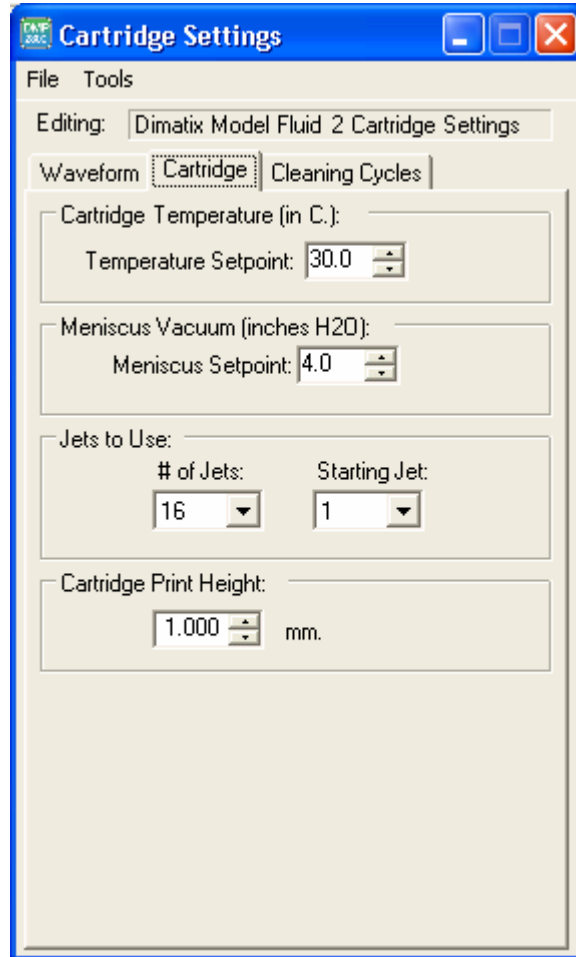 Cartridge Settings
File Tools
Editing: Dimatix Model Fluid 2 Cartridge Settings
Waveform Cartridge Cleaning Cycles
Cartridge Temperature (in C.):
Temperature Setpoint: 30.0
Meniscus Vacuum (inches H2O):
Meniscus Setpoint: 4.0
Jets to Use:
# of Jets: Starting Jet:
16 1
Cartridge Print Height:
1.000 mm.